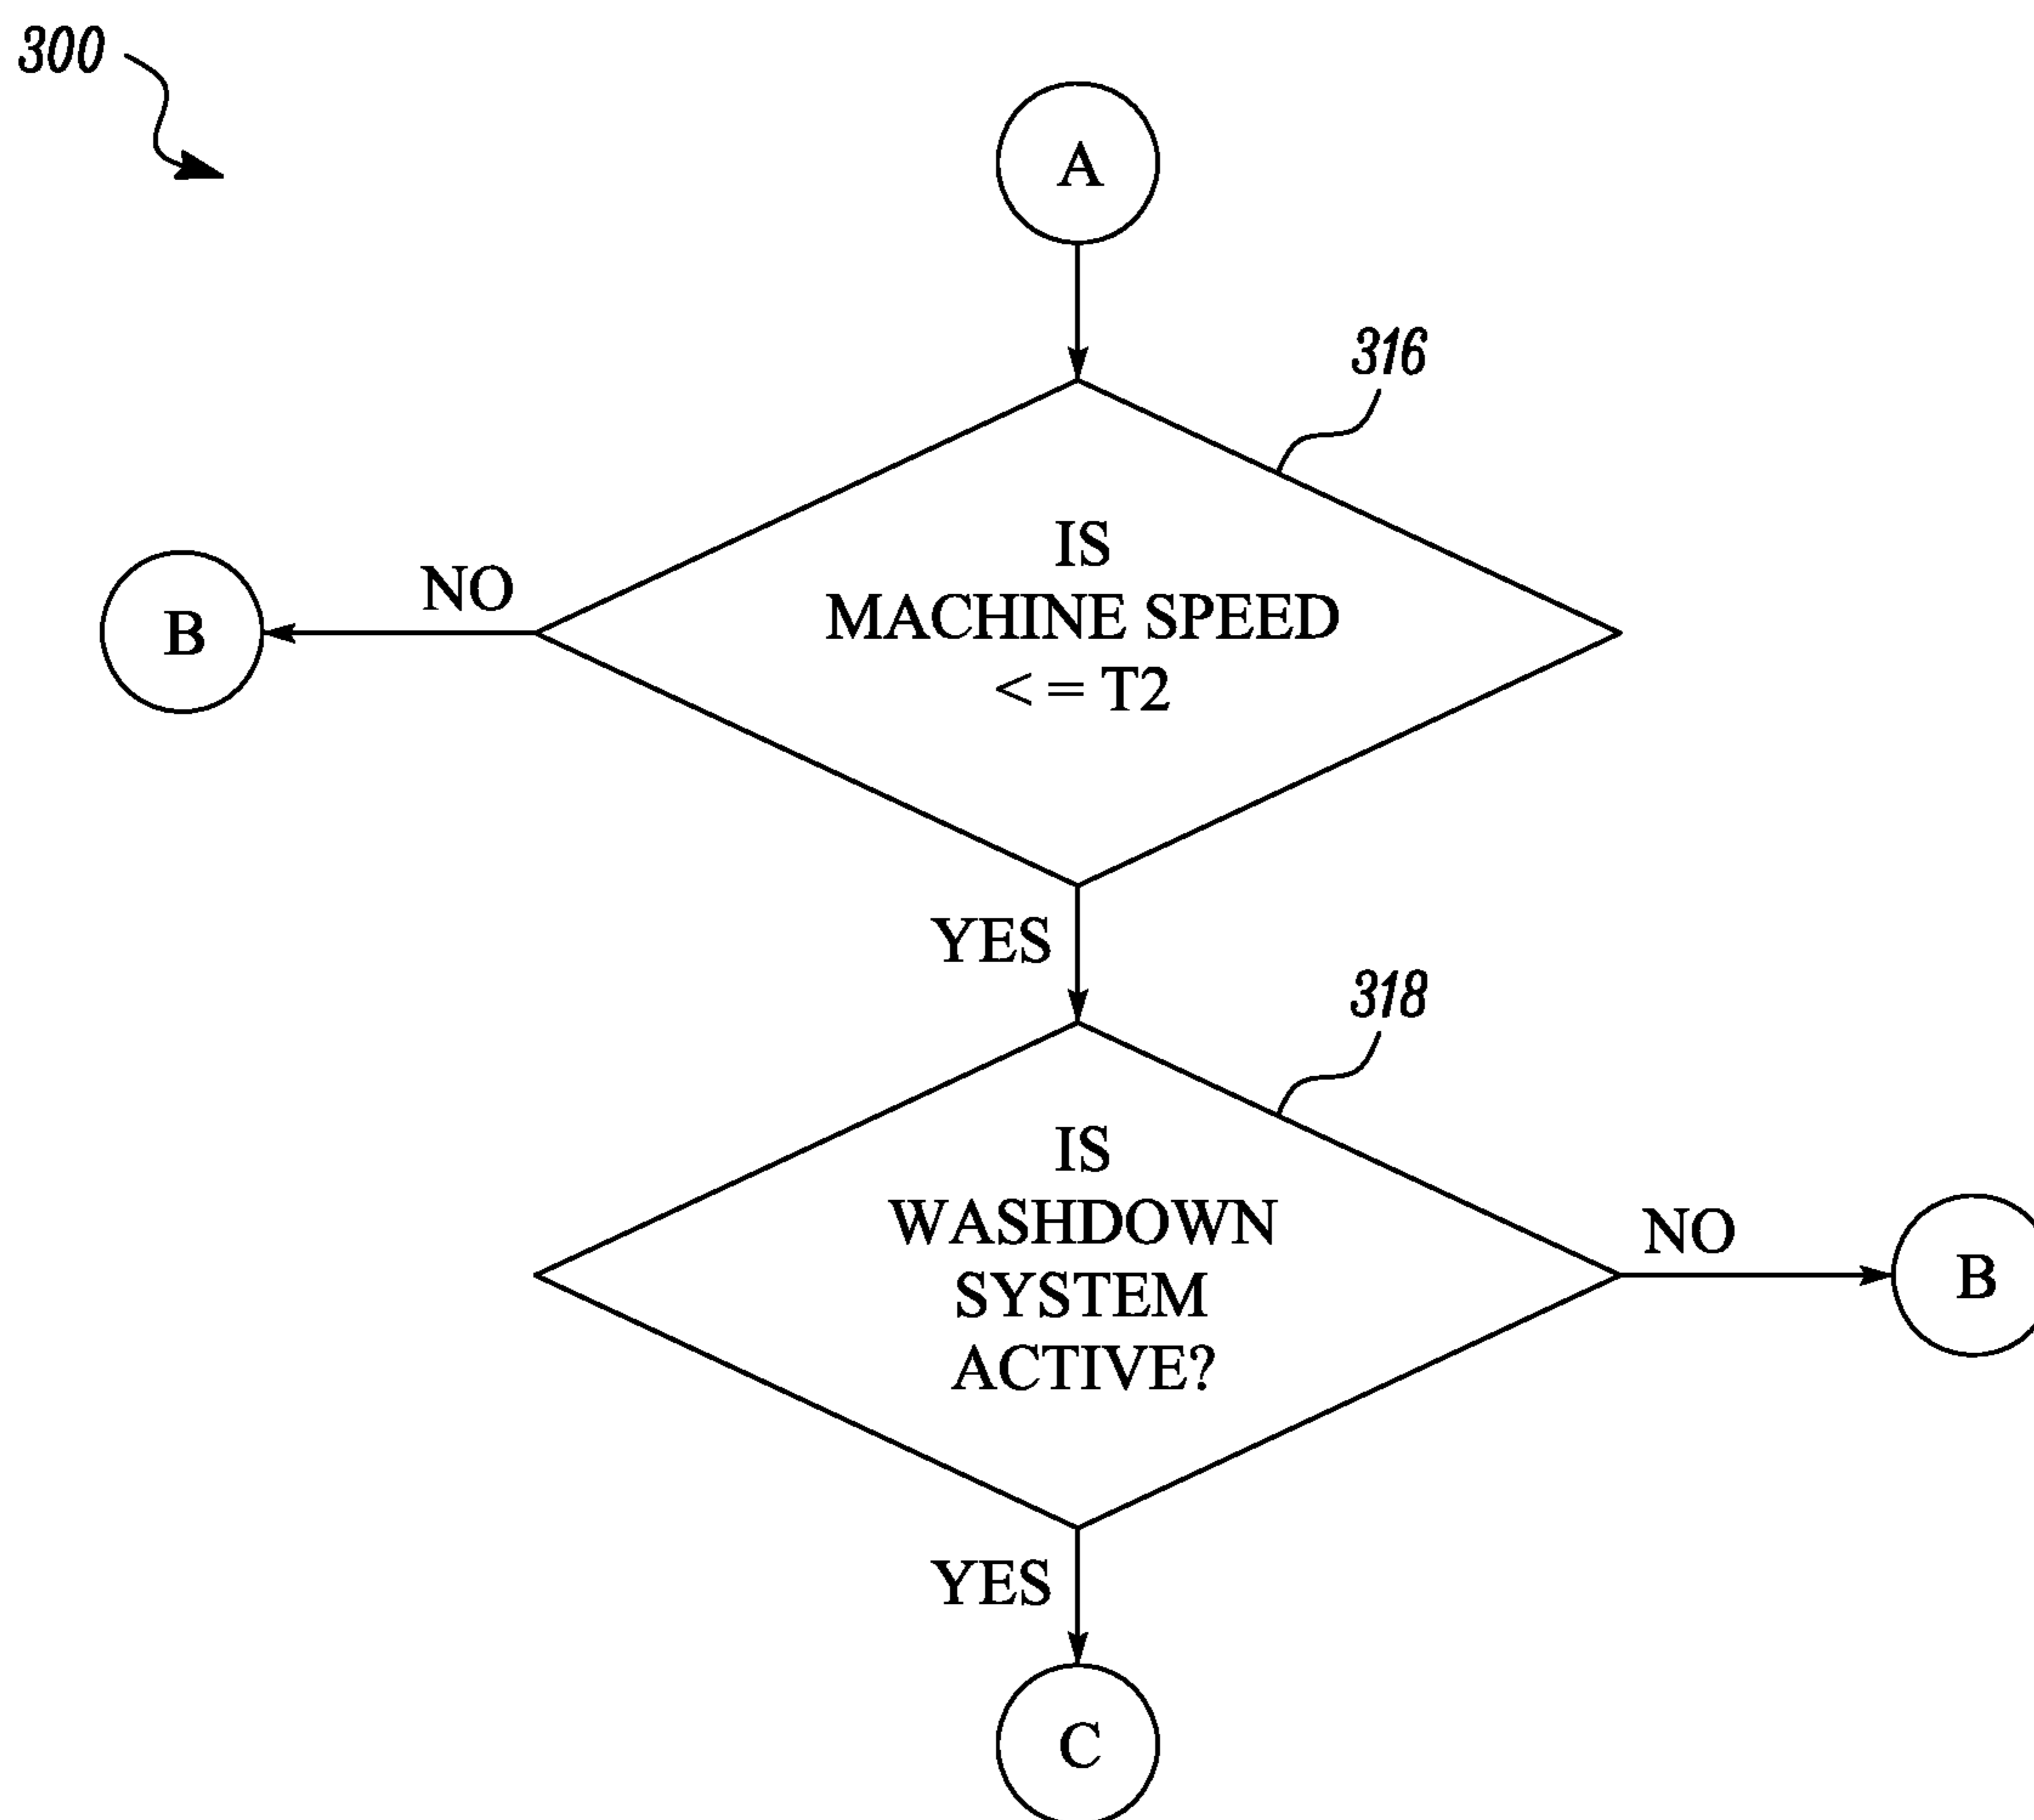 300
A
316
IS
MACHINE SPEED
< = T2
NO
B
YES
318
IS
WASHDOWN
SYSTEM
ACTIVE?
NO
B
YES
C